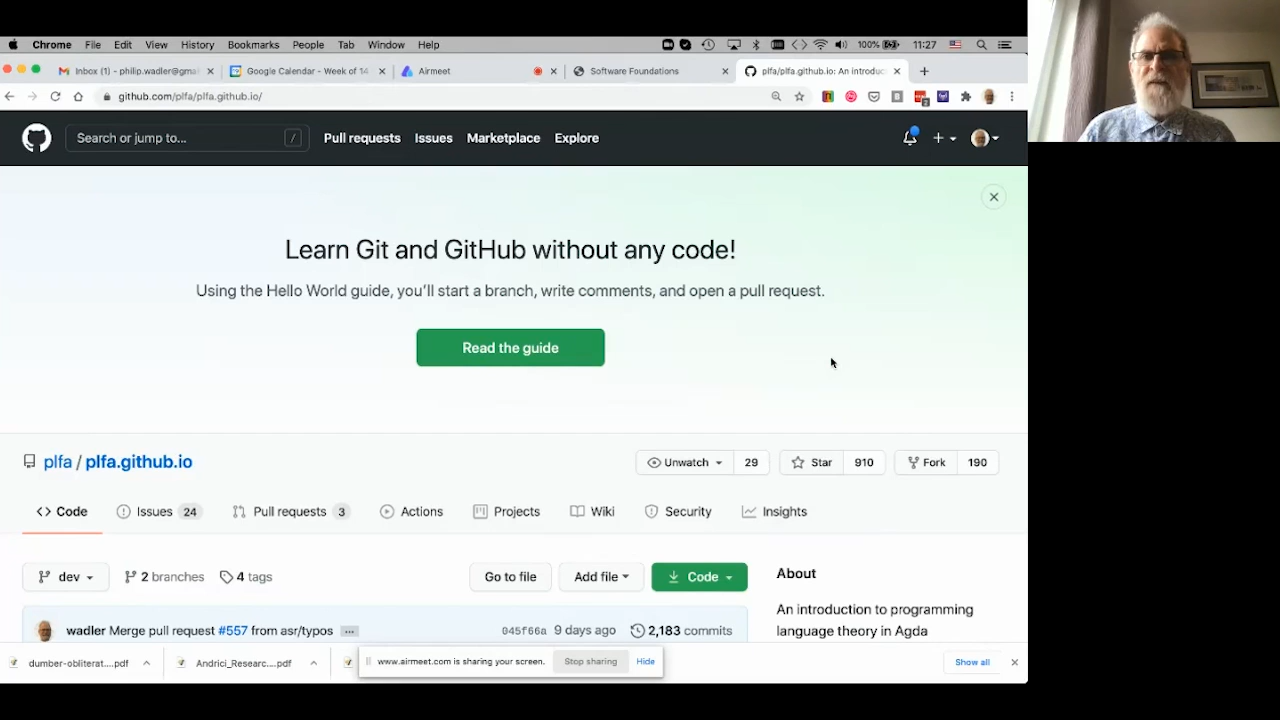 Chrome File Edit View History Bookmarks People Tab Window Help 100% 11:27
Inbox (1) - philip.wadler@gma Google Calendar - Week of 14 Airmeet Software Foundations plfa/plfa.github.io: An introduc
github.com/plfa/plfa.github.io/
Search or jump to... / Pull requests Issues Marketplace Explore
Learn Git and GitHub without any code!
Using the Hello World guide, you’ll start a branch, write comments, and open a pull request.
Read the guide
plfa / plfa.github.io Unwatch 29 Star 910 Fork 190
<> Code Issues 24 Pull requests 3 Actions Projects Wiki Security Insights
dev 2 branches 4 tags Go to file Add file Code About
An introduction to programming
language theory in Agda
wadler Merge pull request #557 from asr/typos ... 045f66a 9 days ago 2,183 commits
dumber-obliterat....pdf Andrici_Researc....pdf www.airmeet.com is sharing your screen. Stop sharing Hide Show all